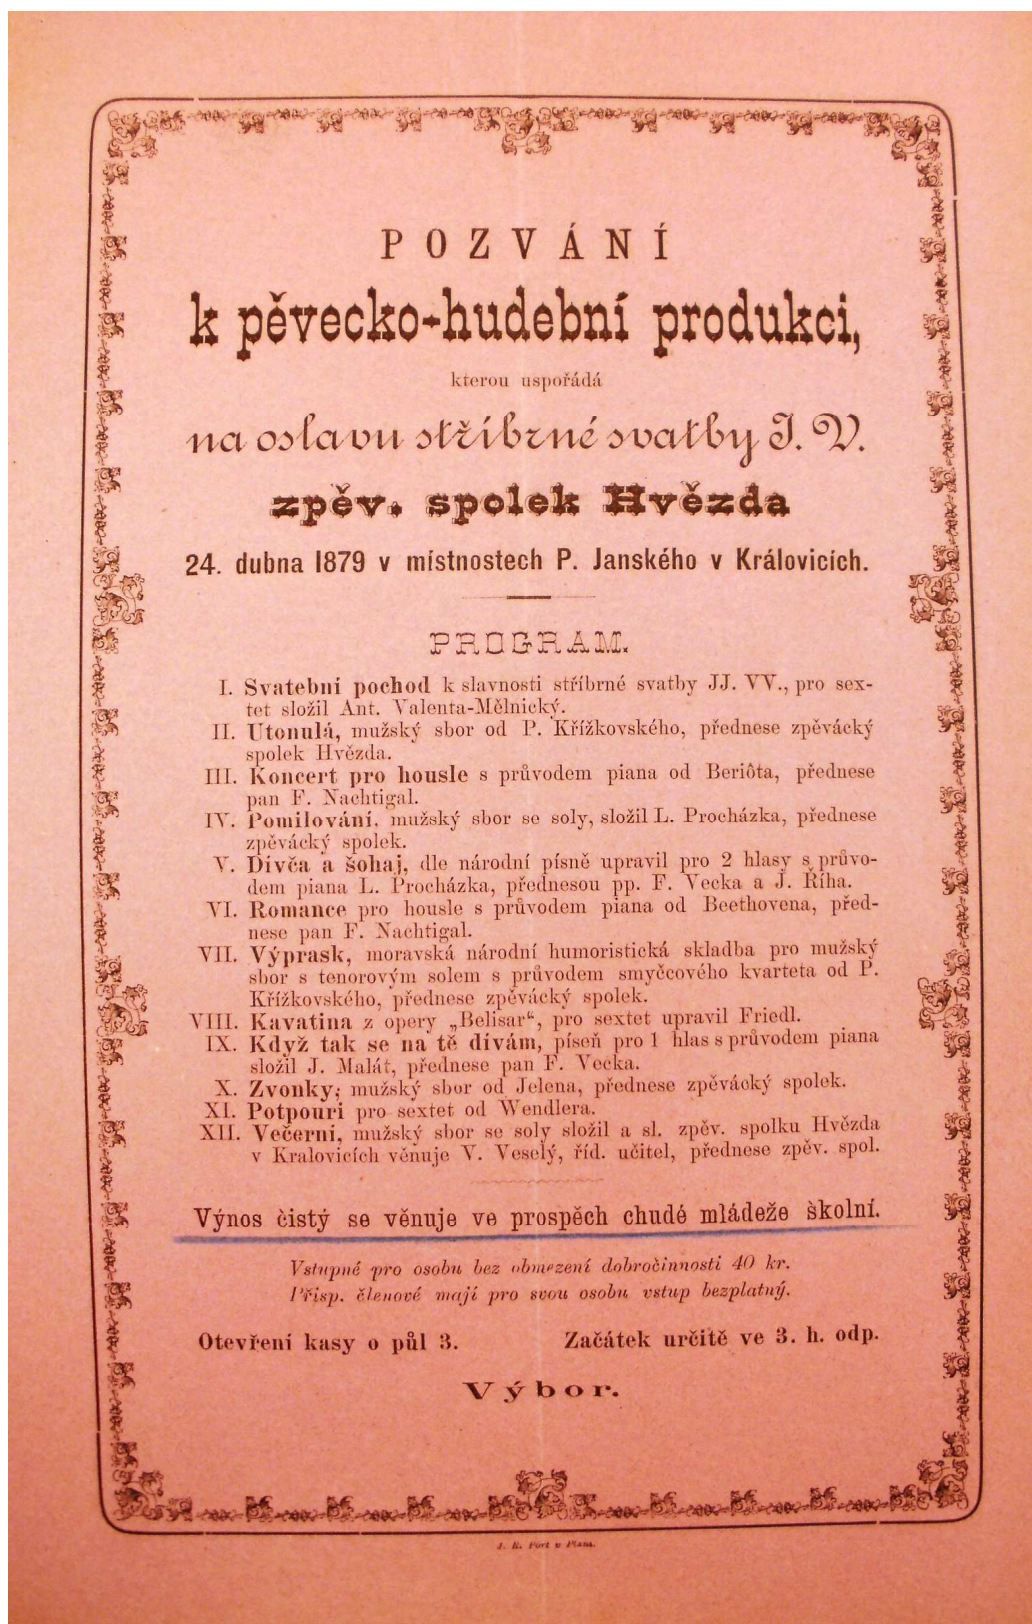 POZVÁNÍ
k pěvecko-hudební produkci,
kterou uspořádá
na oslavu stříbrné svatby J. V.
zpěv. spolek Hvězda
24. dubna 1879 v místnostech P. Janského v Královicích.
PROGRAM.
I. Svatební pochod k slavnosti stříbrné svatby JJ. VV., pro sex-
tet složil Ant. Valenta-Mělnický.
II. Utonulá, mužský sbor od P. Křížkovského, přednese zpěvácký
spolek Hvězda.
III. Koncert pro housle s průvodem piana od Beriôta, přednese
pan F. Nachtigal.
IV. Pomilování, mužský sbor se soly, složil L. Procházka, přednese
zpěvácký spolek.
V. Dívča a šohaj, dle národní písně upravil pro 2 hlasy s průvo-
dem piana L. Procházka, přednesou pp. F. Vecka a J. Říha.
VI. Romance pro housle s průvodem piana od Beethovena, před-
nese pan F. Nachtigal.
VII. Výprask, moravská národní humoristická skladba pro mužský
sbor s tenorovým solem s průvodem smyčcového kvarteta od P.
Křížkovského, přednese zpěvácký spolek.
VIII. Kavatina z opery „Belisar“, pro sextet upravil Friedl.
IX. Když tak se na tě dívám, píseň pro 1 hlas s průvodem piana
složil J. Malát, přednese pan F. Vecka.
X. Zvonky, mužský sbor od Jelena, přednese zpěvácký spolek.
XI. Potpouri pro sextet od Wendlera.
XII. Večerní, mužský sbor se soly složil a sl. zpěv. spolku Hvězda
v Kralovicích věnuje V. Veselý, říd. učitel, přednese zpěv. spol.
Výnos čistý se věnuje ve prospěch chudé mládeže školní.
Vstupné pro osobu bez obmezení dobročinnosti 40 kr.
Přisp. členové mají pro svou osobu vstup bezplatný.
Otevření kasy o půl 3. Začátek určitě ve 3. h. odp.
Výbor.
J. R. Port v Plzni.